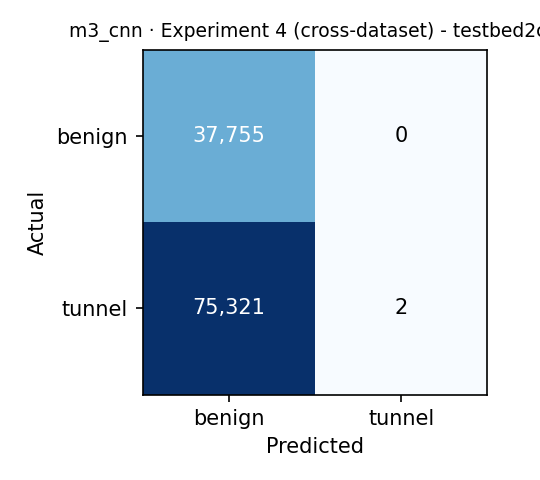 m3_cnn · Experiment 4 (cross-dataset) - testbed2c
benign
37,755
0
Actual
tunnel
75,321
2
benign
tunnel
Predicted